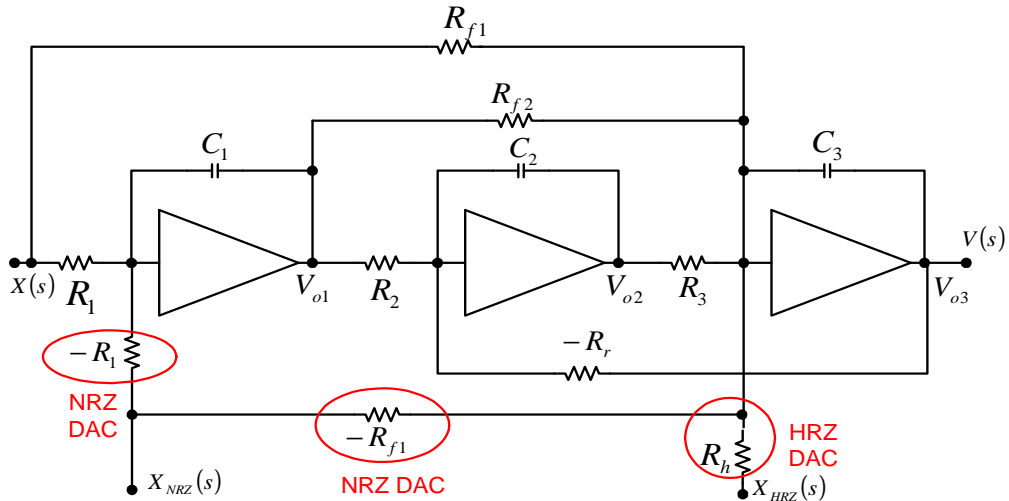 R_{f1}
R_{f2}
C_1
C_2
C_3
X(s)
R_1
V_{o1}
R_2
V_{o2}
R_3
V(s)
V_{o3}
-R_1
-R_r
NRZ
DAC
-R_{f1}
R_h
HRZ
DAC
X_{NRZ}(s)
NRZ DAC
X_{HRZ}(s)